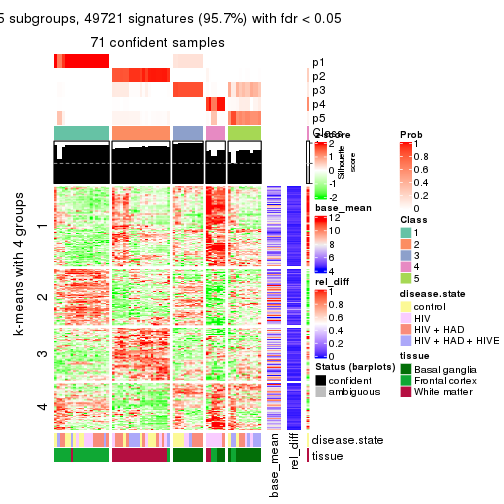 5 subgroups, 49721 signatures (95.7%) with fdr < 0.05
71 confident samples
p1
p2
p3
p4
p5
Class
Silhouette
score
k-means with 4 groups
1
2
3
4
base_mean
rel_diff
disease.state
tissue
z-score
2
1
0
-1
-2
base_mean
12
10
8
6
4
rel_diff
1
0.8
0.6
0.4
0.2
0
Status (barplots)
confident
ambiguous
Prob
1
0.8
0.6
0.4
0.2
0
Class
1
2
3
4
5
disease.state
control
HIV
HIV + HAD
HIV + HAD + HIVE
tissue
Basal ganglia
Frontal cortex
White matter